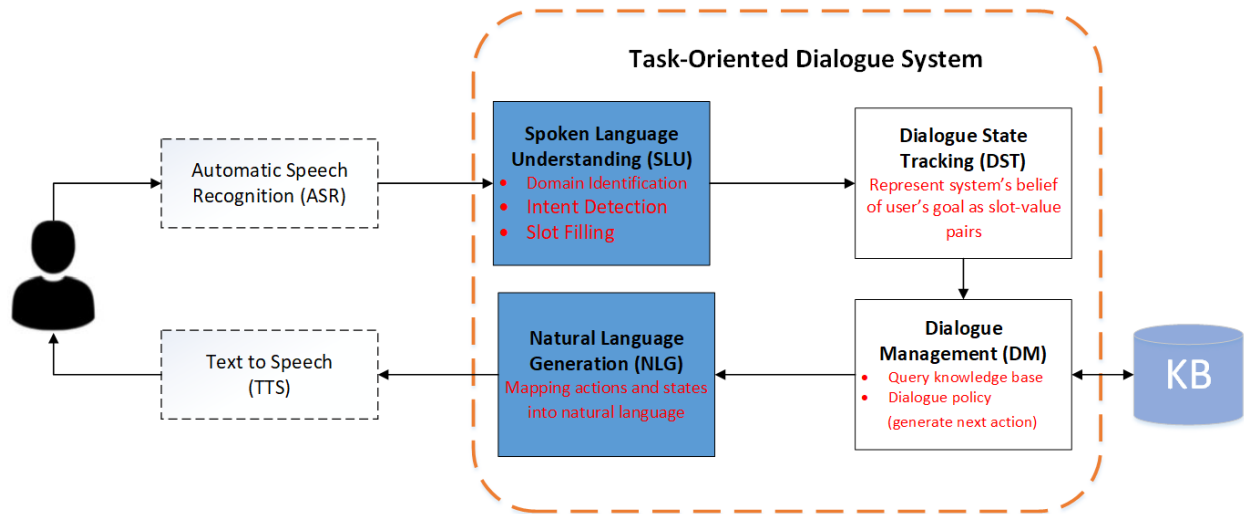 Task-Oriented Dialogue System
Automatic Speech
Recognition (ASR)
Spoken Language
Understanding (SLU)
• Domain Identification
• Intent Detection
• Slot Filling
Dialogue State
Tracking (DST)
Represent system’s belief
of user’s goal as slot-value
pairs
Text to Speech
(TTS)
Natural Language
Generation (NLG)
Mapping actions and states
into natural language
Dialogue
Management (DM)
• Query knowledge base
• Dialogue policy
(generate next action)
KB